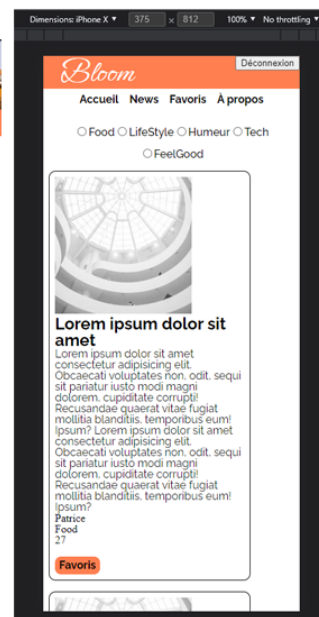 Dimensions: iPhone X ▼ 375 × 812 100% ▼ No throttling ▼
Bloom
Déconnexion
Accueil News Favoris À propos
Food LifeStyle Humeur Tech
FeelGood
Lorem ipsum dolor sit
amet
Lorem ipsum dolor sit amet
consectetur adipisicing elit.
Obcaecati voluptates non, odit, sequi
sit pariatur iusto modi magni
dolorem, cupiditate corrupti!
Recusandae quaerat vitae fugiat
mollitia blanditiis, temporibus eum!
Ipsum? Lorem ipsum dolor sit amet
consectetur adipisicing elit.
Obcaecati voluptates non, odit, sequi
sit pariatur iusto modi magni
dolorem, cupiditate corrupti!
Recusandae quaerat vitae fugiat
mollitia blanditiis, temporibus eum!
Ipsum?
Patrice
Food
27
Favoris